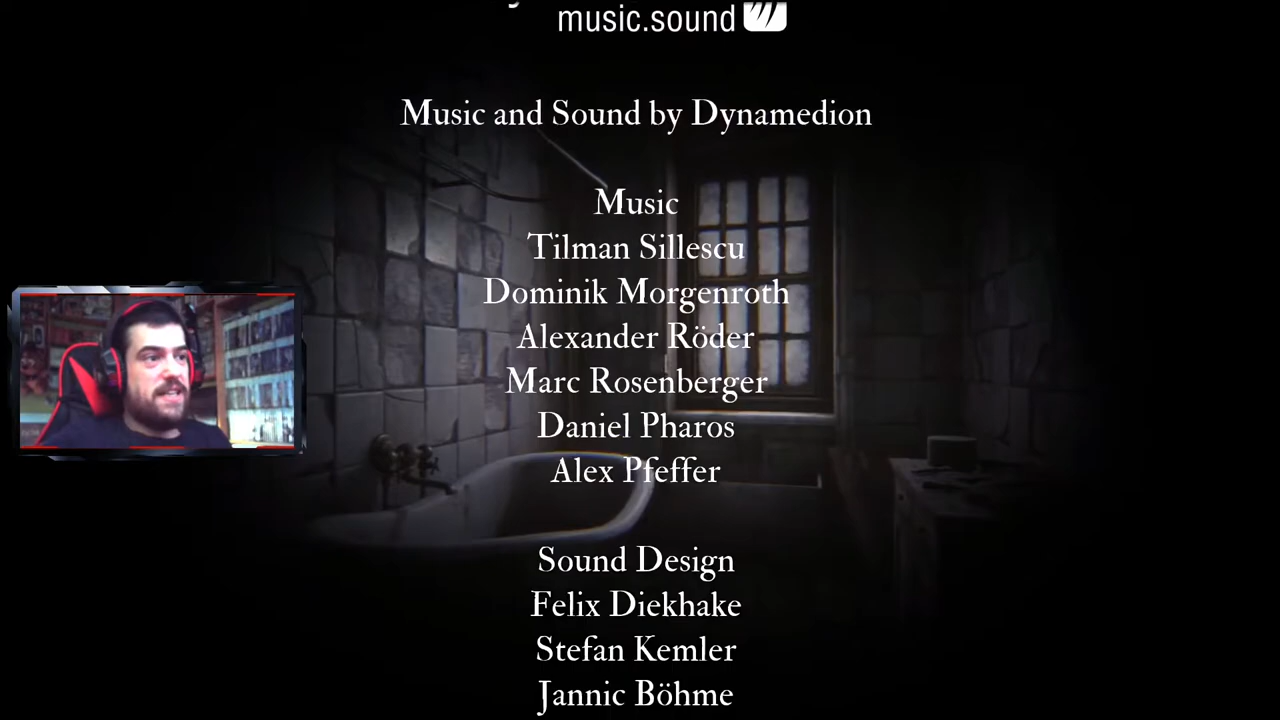 music.sound
Music and Sound by Dynamedion
Music
Tilman Sillescu
Dominik Morgenroth
Alexander Röder
Marc Rosenberger
Daniel Pharos
Alex Pfeffer
Sound Design
Felix Diekhake
Stefan Kemler
Jannic Böhme